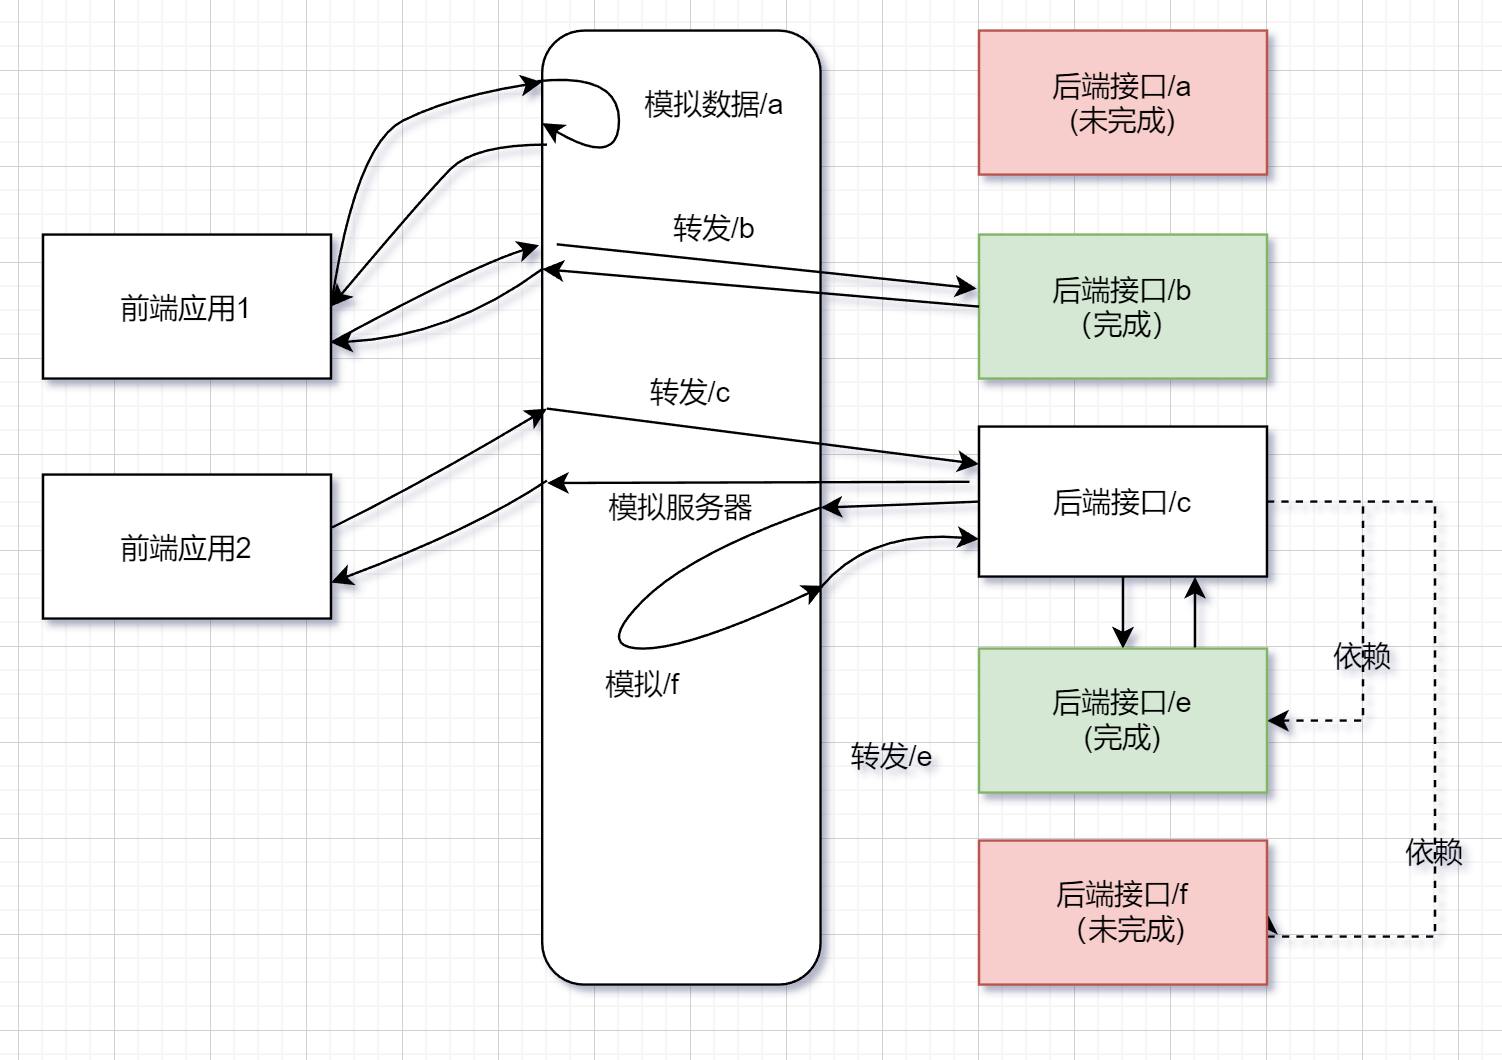 模拟数据/a
后端接口/a
(未完成)
转发/b
后端接口/b
（完成）
前端应用1
转发/c
后端接口/c
模拟服务器
前端应用2
模拟/f
依赖
后端接口/e
(完成)
转发/e
依赖
后端接口/f
（未完成)